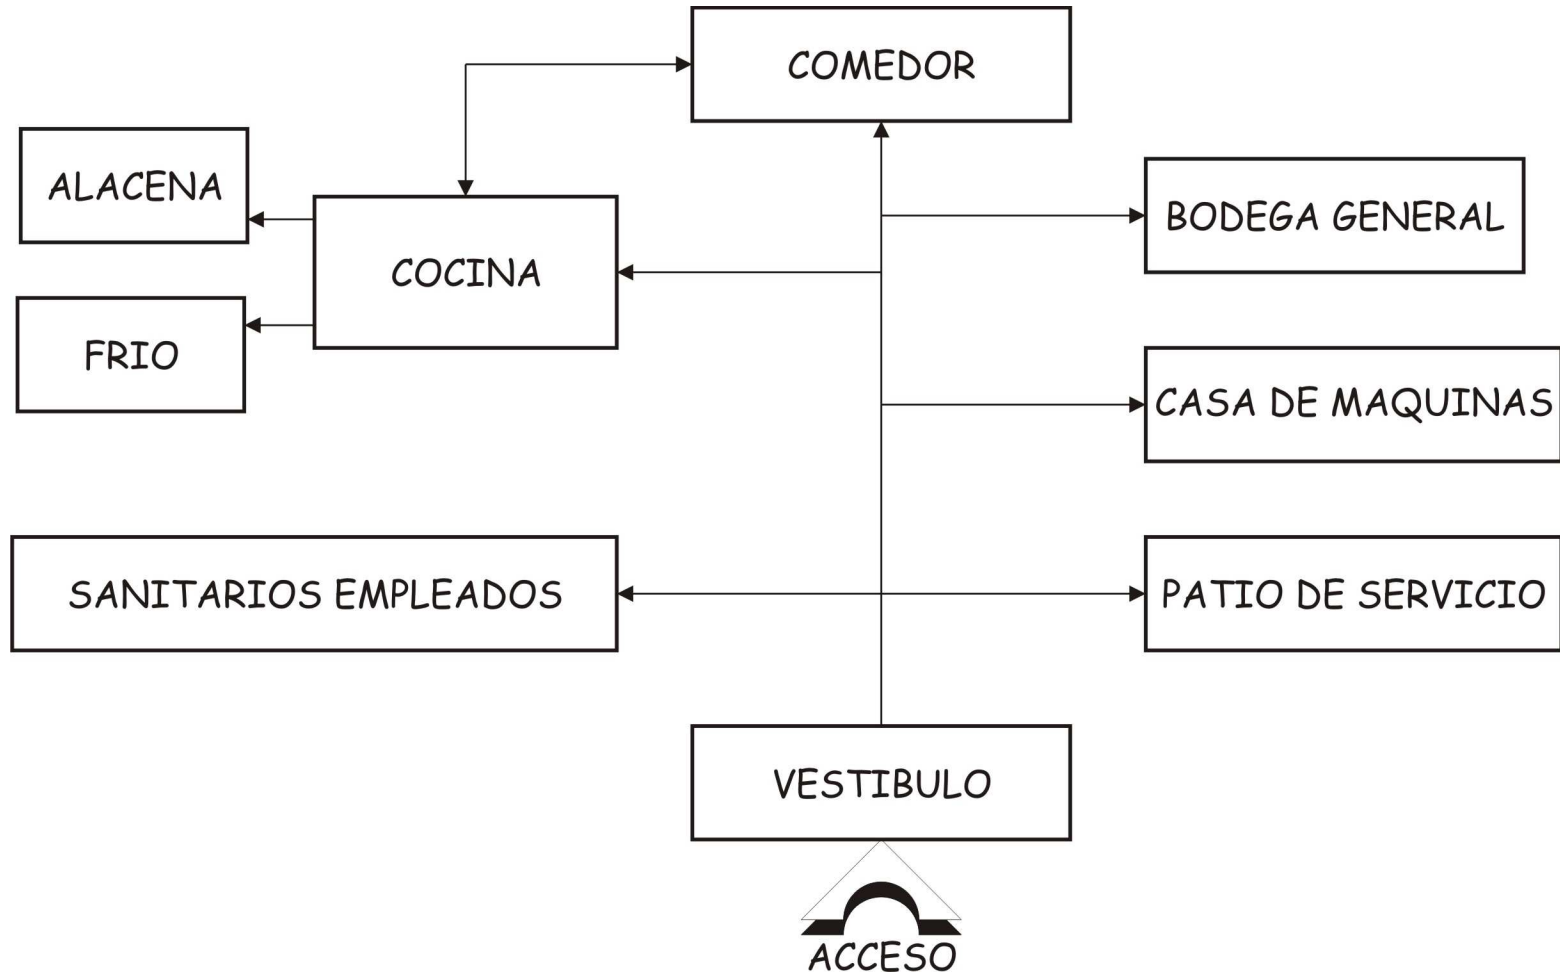 COMEDOR
ALACENA
BODEGA GENERAL
COCINA
FRIO
CASA DE MAQUINAS
SANITARIOS EMPLEADOS
PATIO DE SERVICIO
VESTIBULO
ACCESO